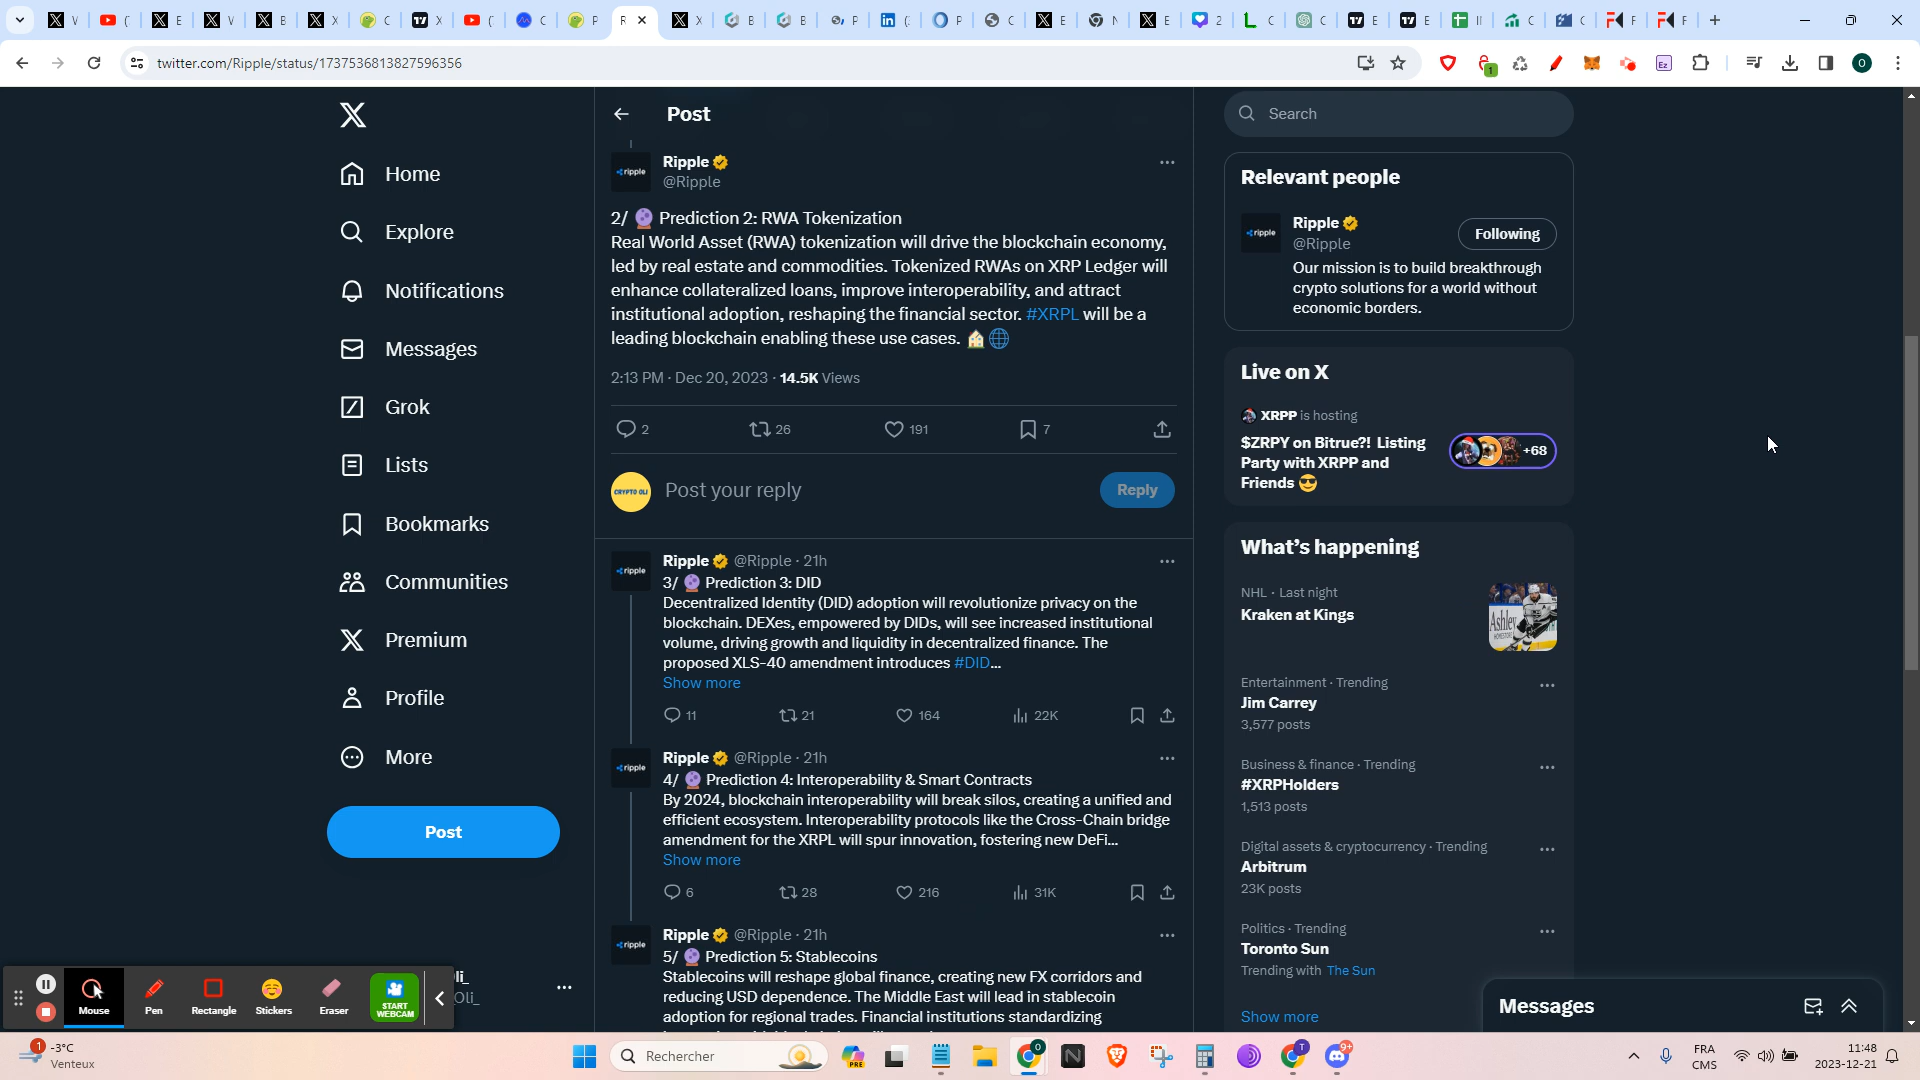 twitter.com/Ripple/status/1737536813827596356
Home
Explore
Notifications
Messages
Grok
Lists
Bookmarks
Communities
Premium
Profile
More
Post
Post
Ripple
@Ripple
2/ 🔮 Prediction 2: RWA Tokenization
Real World Asset (RWA) tokenization will drive the blockchain economy,
led by real estate and commodities. Tokenized RWAs on XRP Ledger will
enhance collateralized loans, improve interoperability, and attract
institutional adoption, reshaping the financial sector. #XRPL will be a
leading blockchain enabling these use cases. 🏠🌐
2:13 PM · Dec 20, 2023 · 14.5K Views
2 26 191 7
CRYPTO OLI
Post your reply
Reply
Ripple @Ripple · 21h
3/ 🔮 Prediction 3: DID
Decentralized Identity (DID) adoption will revolutionize privacy on the
blockchain. DEXes, empowered by DIDs, will see increased institutional
volume, driving growth and liquidity in decentralized finance. The
proposed XLS-40 amendment introduces #DID...
Show more
11 21 164 22K
Ripple @Ripple · 21h
4/ 🔮 Prediction 4: Interoperability & Smart Contracts
By 2024, blockchain interoperability will break silos, creating a unified and
efficient ecosystem. Interoperability protocols like the Cross-Chain bridge
amendment for the XRPL will spur innovation, fostering new DeFi...
Show more
6 28 216 31K
Ripple @Ripple · 21h
5/ 🔮 Prediction 5: Stablecoins
Stablecoins will reshape global finance, creating new FX corridors and
reducing USD dependence. The Middle East will lead in stablecoin
adoption for regional trades. Financial institutions standardizing
Search
Relevant people
Ripple
@Ripple
Following
Our mission is to build breakthrough
crypto solutions for a world without
economic borders.
Live on X
XRPP is hosting
$ZRPY on Bitrue?! Listing
Party with XRPP and
Friends 😎
+68
What's happening
NHL · Last night
Kraken at Kings
Entertainment · Trending
Jim Carrey
3,577 posts
Business & finance · Trending
#XRPHolders
1,513 posts
Digital assets & cryptocurrency · Trending
Arbitrum
23K posts
Politics · Trending
Toronto Sun
Trending with The Sun
Show more
Messages
Mouse
Pen
Rectangle
Stickers
Eraser
START
WEBCAM
-3°C
Venteux
Rechercher
FRA
CMS
11:48
2023-12-21